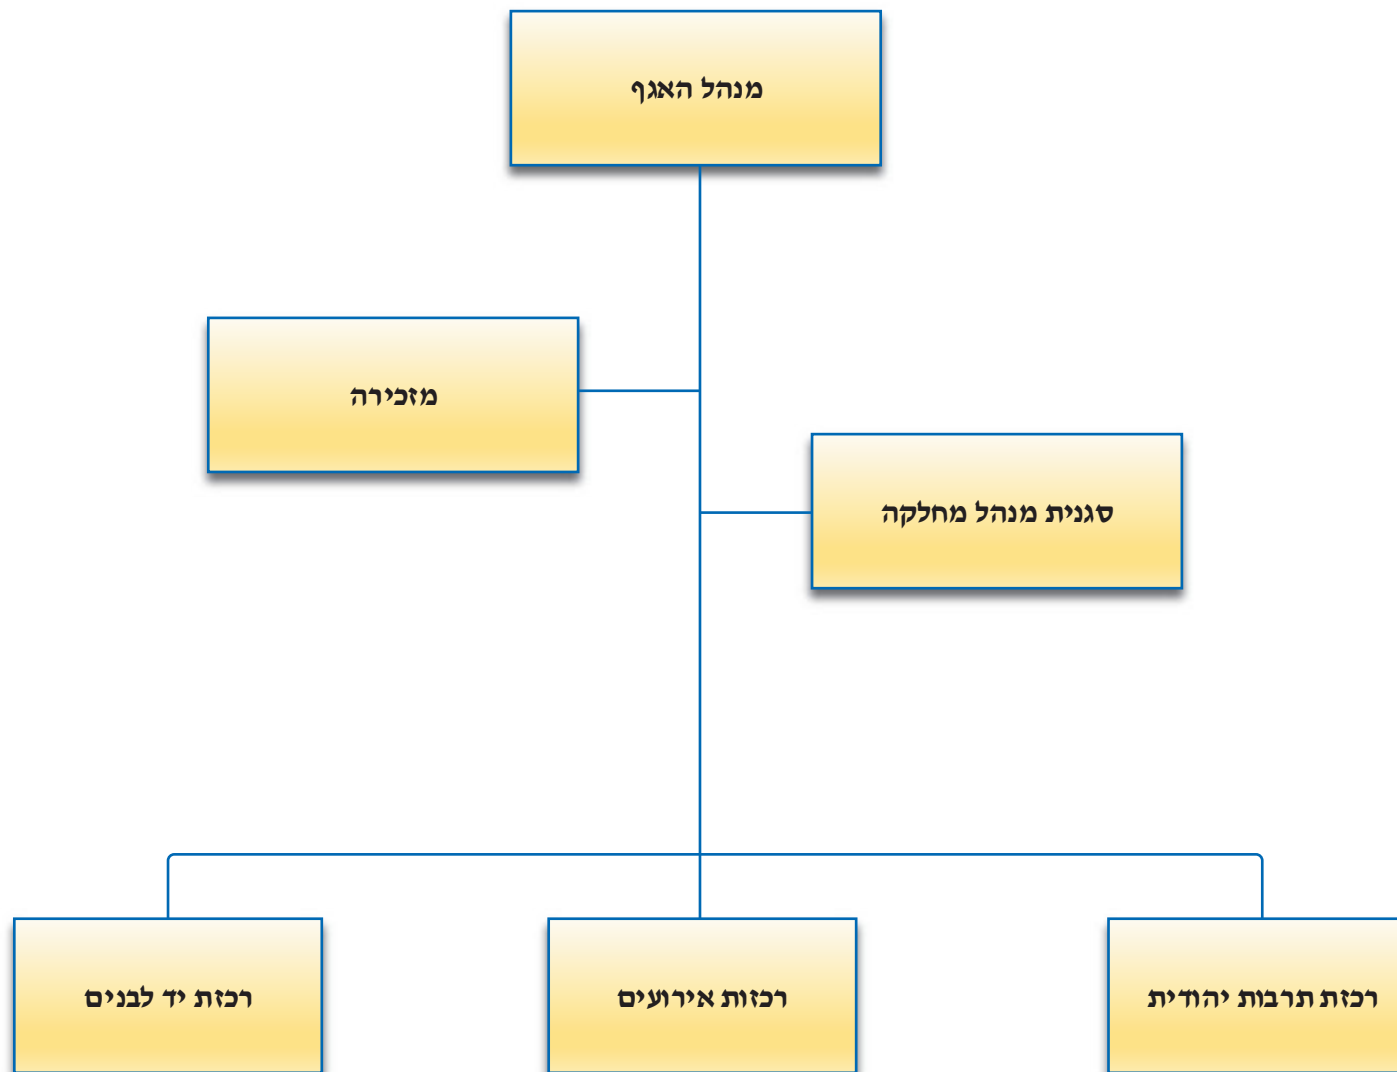 מנהל האגף
מזכירה
סגנית מנהל מחלקה
רכזת תרבות יהודית
רכזות אירועים
רכזת יד לבנים